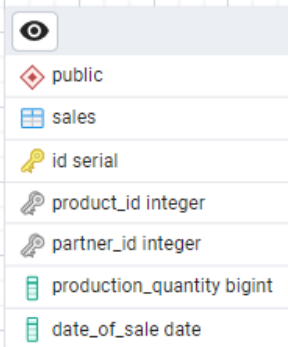 public
sales
id serial
product_id integer
partner_id integer
production_quantity bigint
date_of_sale date